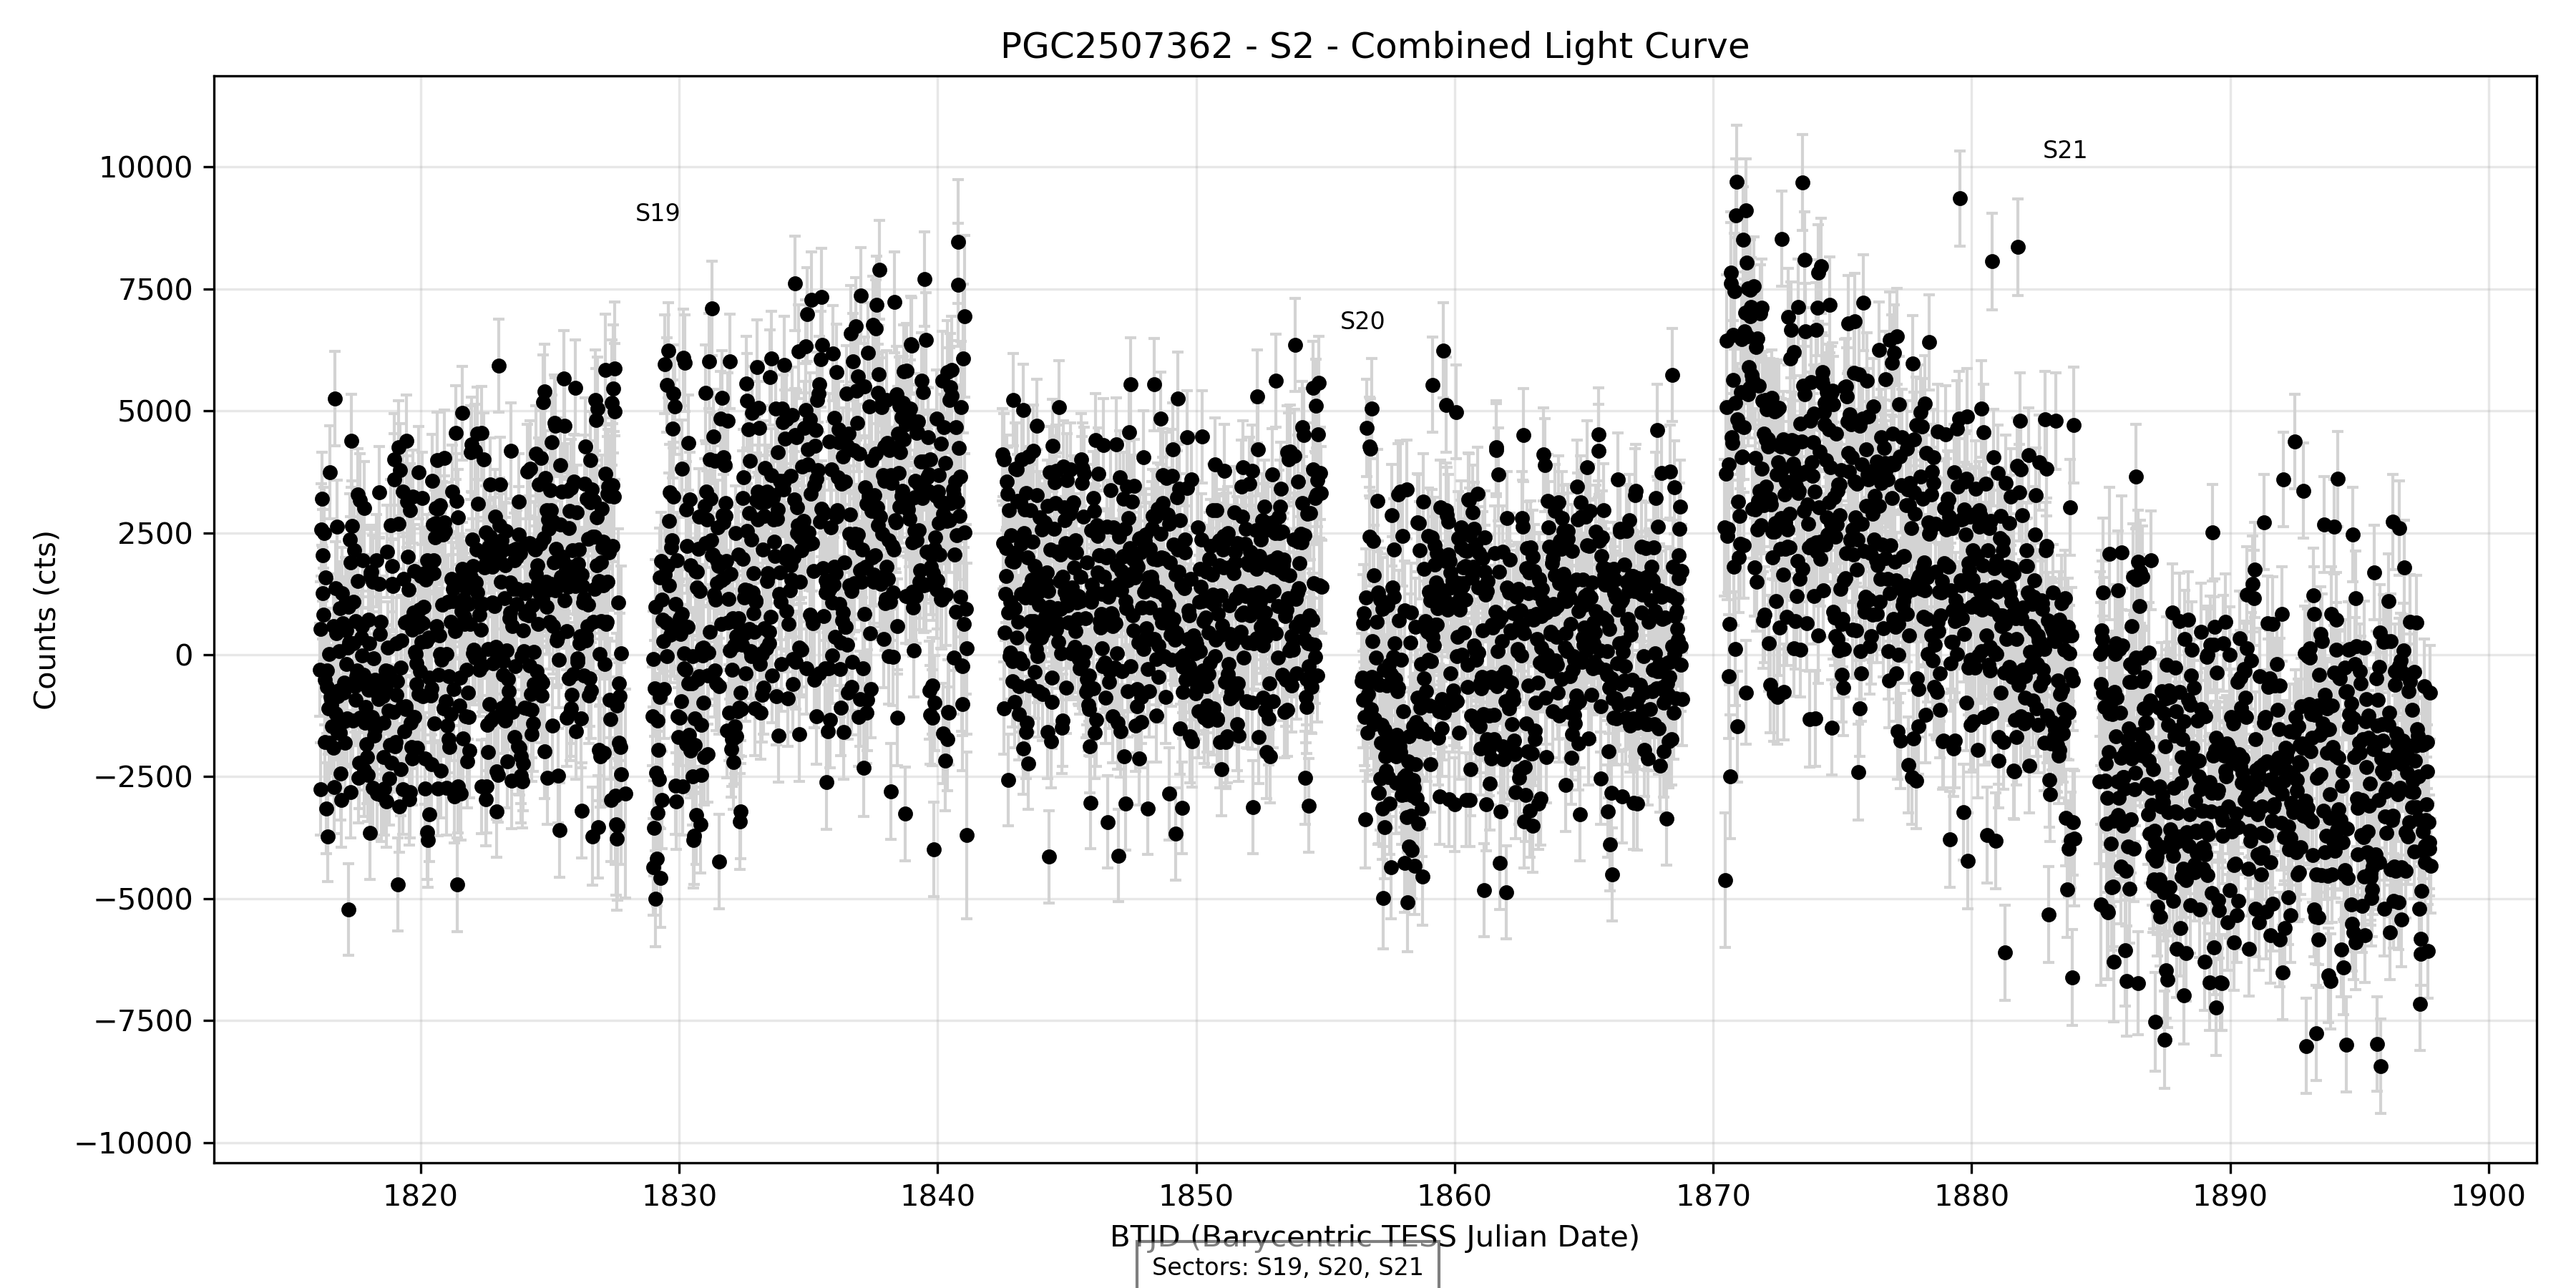 PGC2507362 - S2 - Combined Light Curve
S21
S19
S20
Counts (cts)
10000
7500
5000
2500
0
−2500
−5000
−7500
−10000
1820 1830 1840 1850 1860 1870 1880 1890 1900
BTJD (Barycentric TESS Julian Date)
Sectors: S19, S20, S21